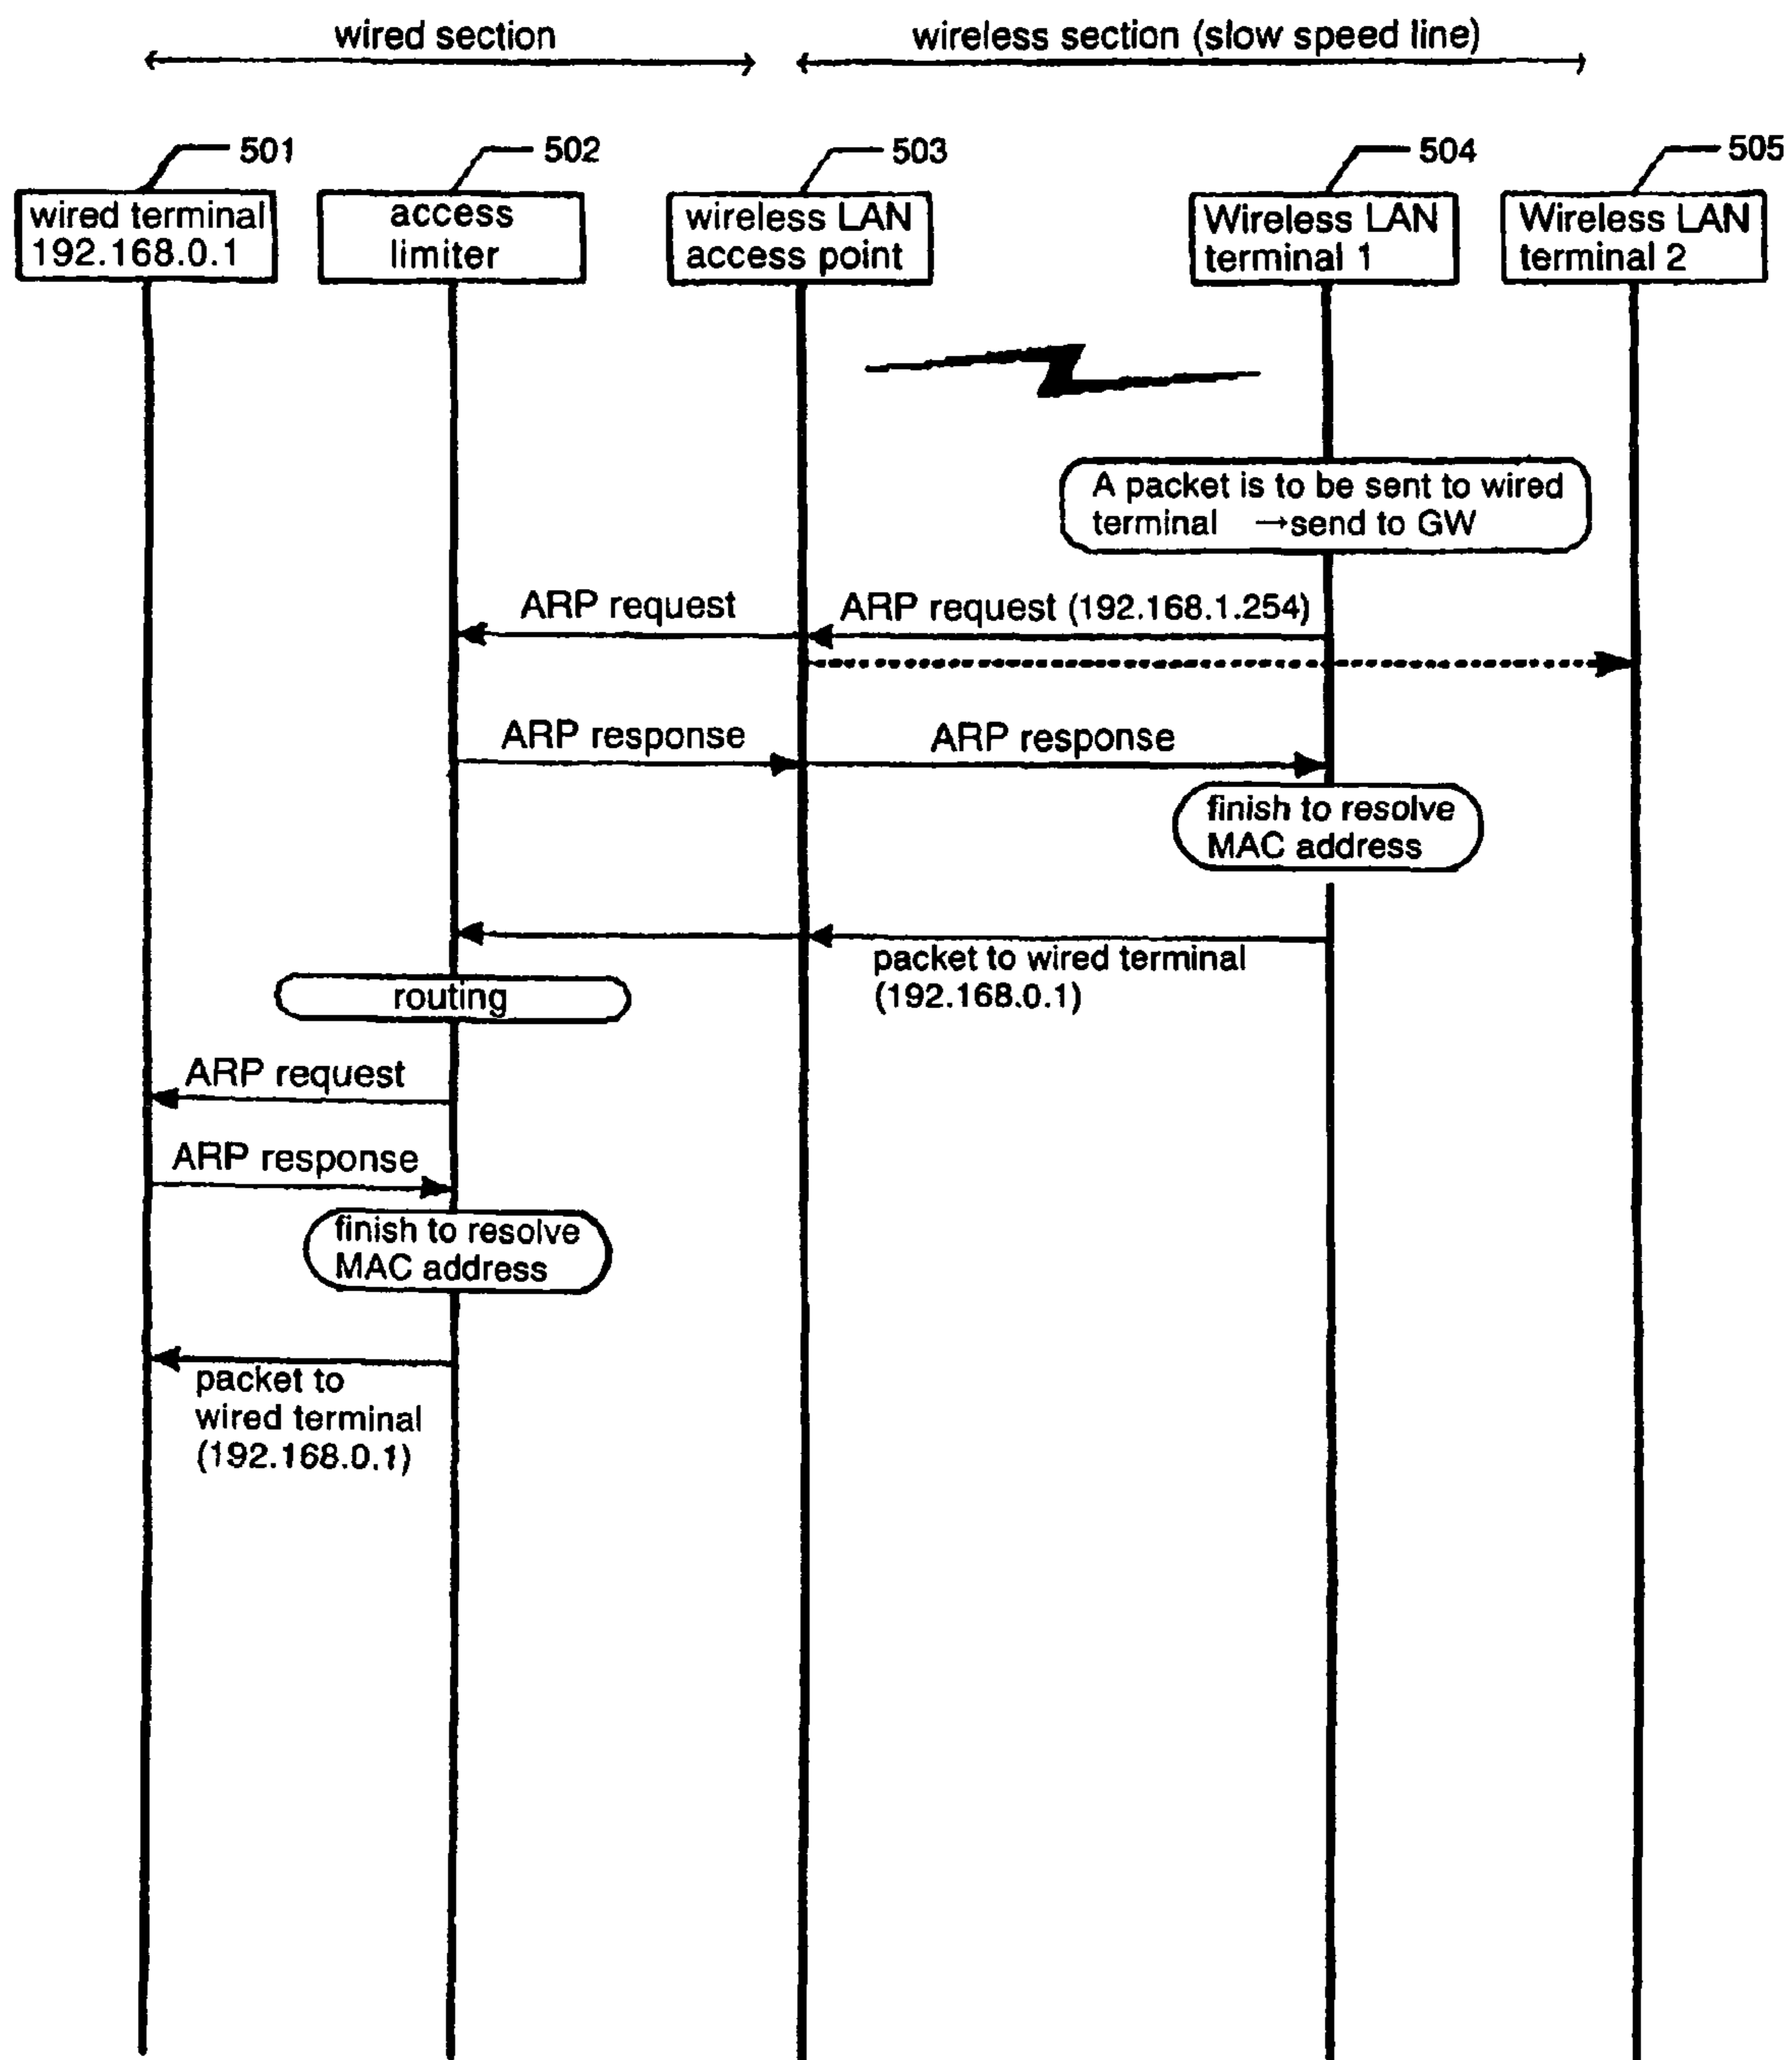 wired section
wireless section (slow speed line)
501
502
503
504
505
wired terminal
192.168.0.1
access
limiter
wireless LAN
access point
Wireless LAN
terminal 1
Wireless LAN
terminal 2
A packet is to be sent to wired
terminal →send to GW
ARP request
ARP request (192.168.1.254)
ARP response
ARP response
finish to resolve
MAC address
packet to wired terminal
(192.168.0.1)
routing
ARP request
ARP response
finish to resolve
MAC address
packet to
wired terminal
(192.168.0.1)